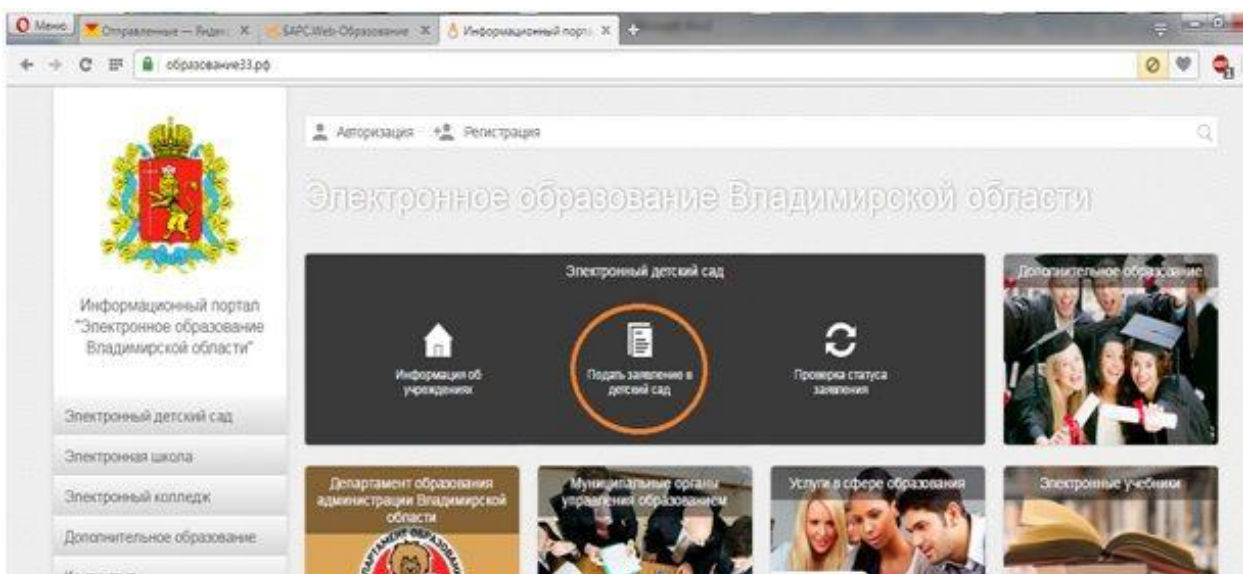 Меню
Отправленные — Яндекс
БАРС.Web-Образование
Информационный порта
образование33.рф
Авторизация
Регистрация
Электронное образование Владимирской области
Информационный портал
"Электронное образование
Владимирской области"
Электронный детский сад
Электронная школа
Электронный колледж
Дополнительное образование
Электронный детский сад
Информация об
учреждениях
Подать заявление в
детский сад
Проверка статуса
заявления
Дополнительное образование
Департамент образования
администрации Владимирской
области
Муниципальные органы
управления образованием
Услуги в сфере образования
Электронные учебники